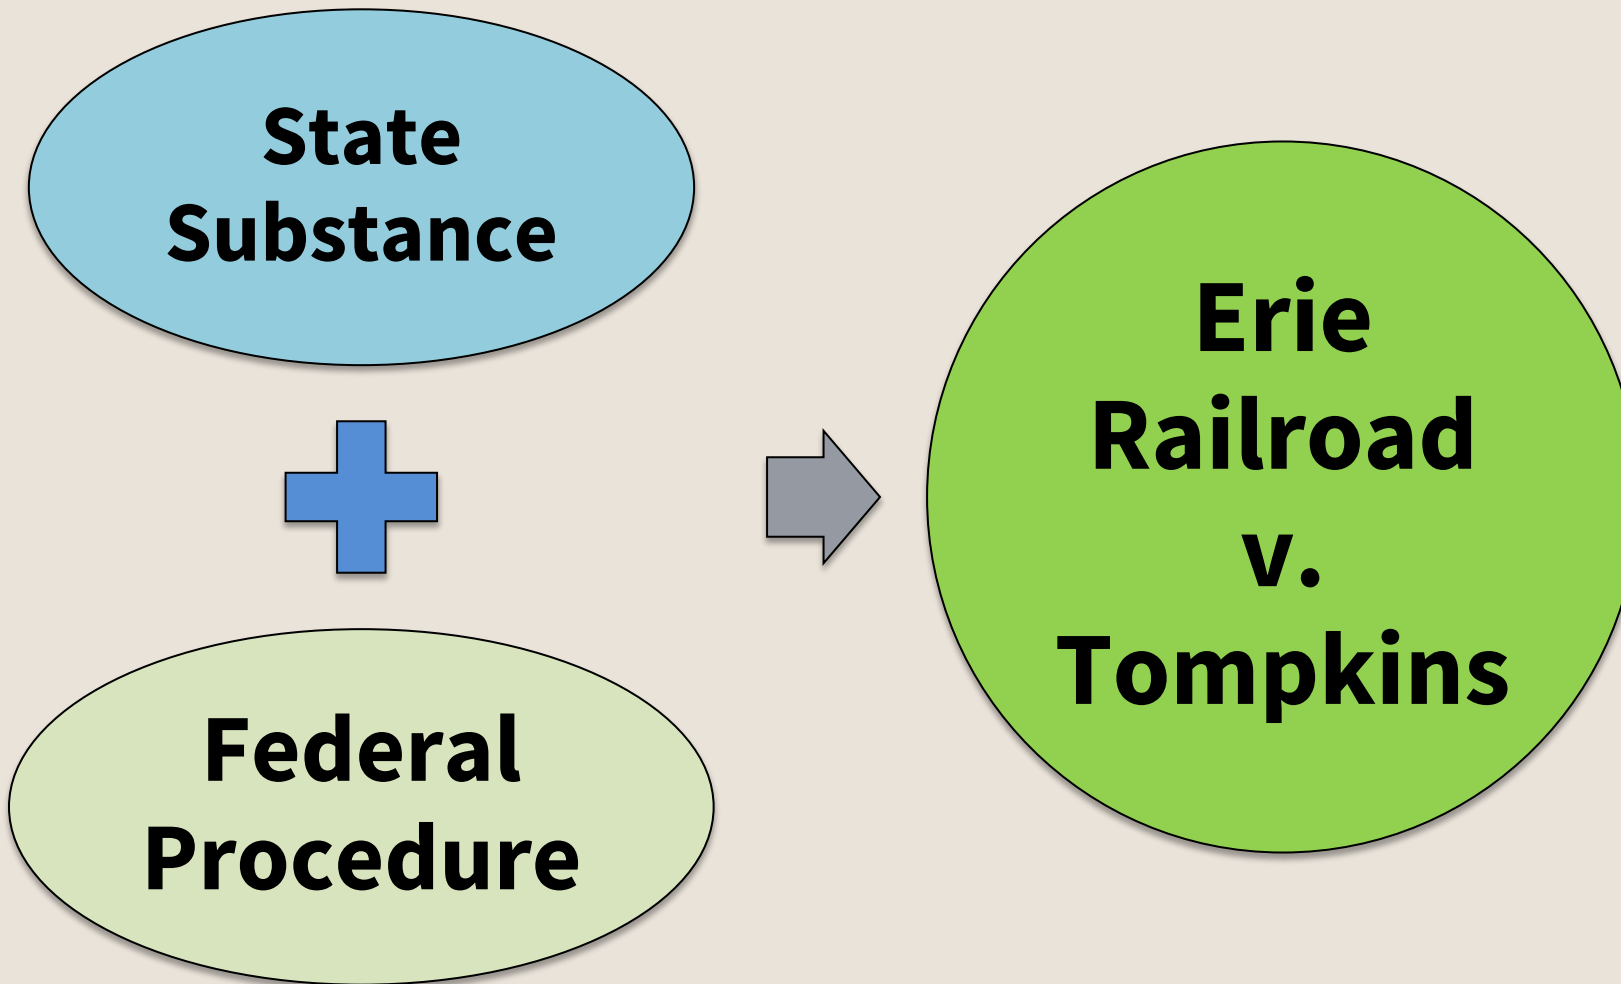 State
Substance
Federal
Procedure
Erie
Railroad
v.
Tompkins